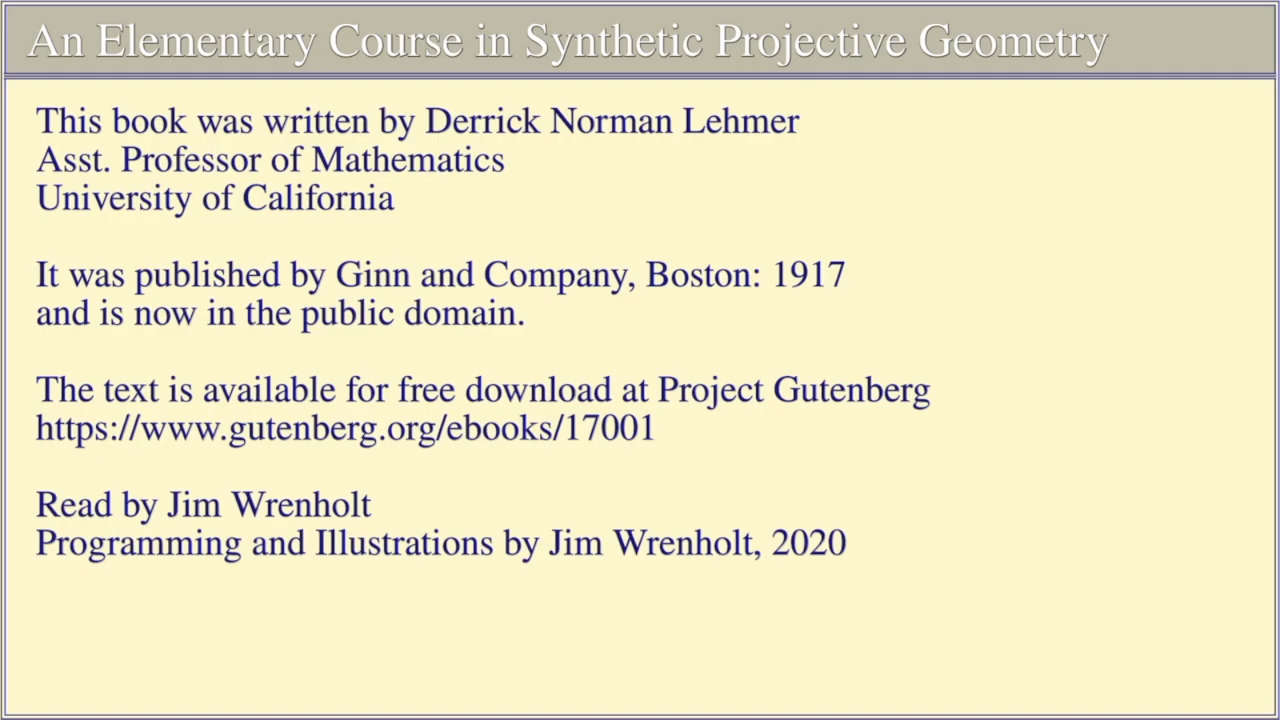 An Elementary Course in Synthetic Projective Geometry
This book was written by Derrick Norman Lehmer
Asst. Professor of Mathematics
University of California
It was published by Ginn and Company, Boston: 1917
and is now in the public domain.
The text is available for free download at Project Gutenberg
https://www.gutenberg.org/ebooks/17001
Read by Jim Wrenholt
Programming and Illustrations by Jim Wrenholt, 2020